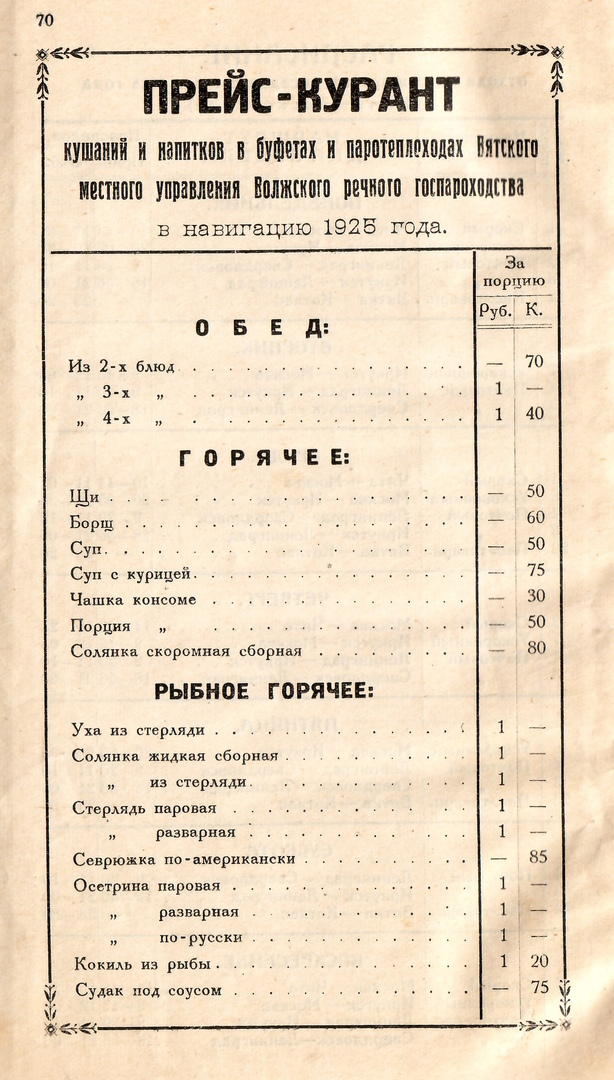 70
ПРЕЙС-КУРАНТ
кушаний и напитков в буфетах и паротеплоходах Вятского
местного управления Волжского речного госпароходства
в навигацию 1925 года.
За
порцию
Руб. К.
ОБЕД:
Из 2-х блюд . . . . . . . . . . . — 70
„ 3-х „ . . . . . . . . . . . 1 —
„ 4-х „ . . . . . . . . . . . 1 40
ГОРЯЧЕЕ:
Щи . . . . . . . . . . . . . — 50
Борщ . . . . . . . . . . . . . — 60
Суп . . . . . . . . . . . . . — 50
Суп с курицей . . . . . . . . . . . — 75
Чашка консоме . . . . . . . . . . — 30
Порция „ . . . . . . . . . . — 50
Солянка скоромная сборная . . . . . . . — 80
РЫБНОЕ ГОРЯЧЕЕ:
Уха из стерляди . . . . . . . . . . 1 —
Солянка жидкая сборная . . . . . . . . 1 —
„ из стерляди . . . . . . . . . 1 —
Стерлядь паровая . . . . . . . . . . 1 —
„ разварная . . . . . . . . . 1 —
Севрюжка по-американски . . . . . . . — 85
Осетрина паровая . . . . . . . . . . 1 —
„ разварная . . . . . . . . . 1 —
„ по-русски . . . . . . . . . 1 —
Кокиль из рыбы . . . . . . . . . . 1 20
Судак под соусом . . . . . . . . . . — 75